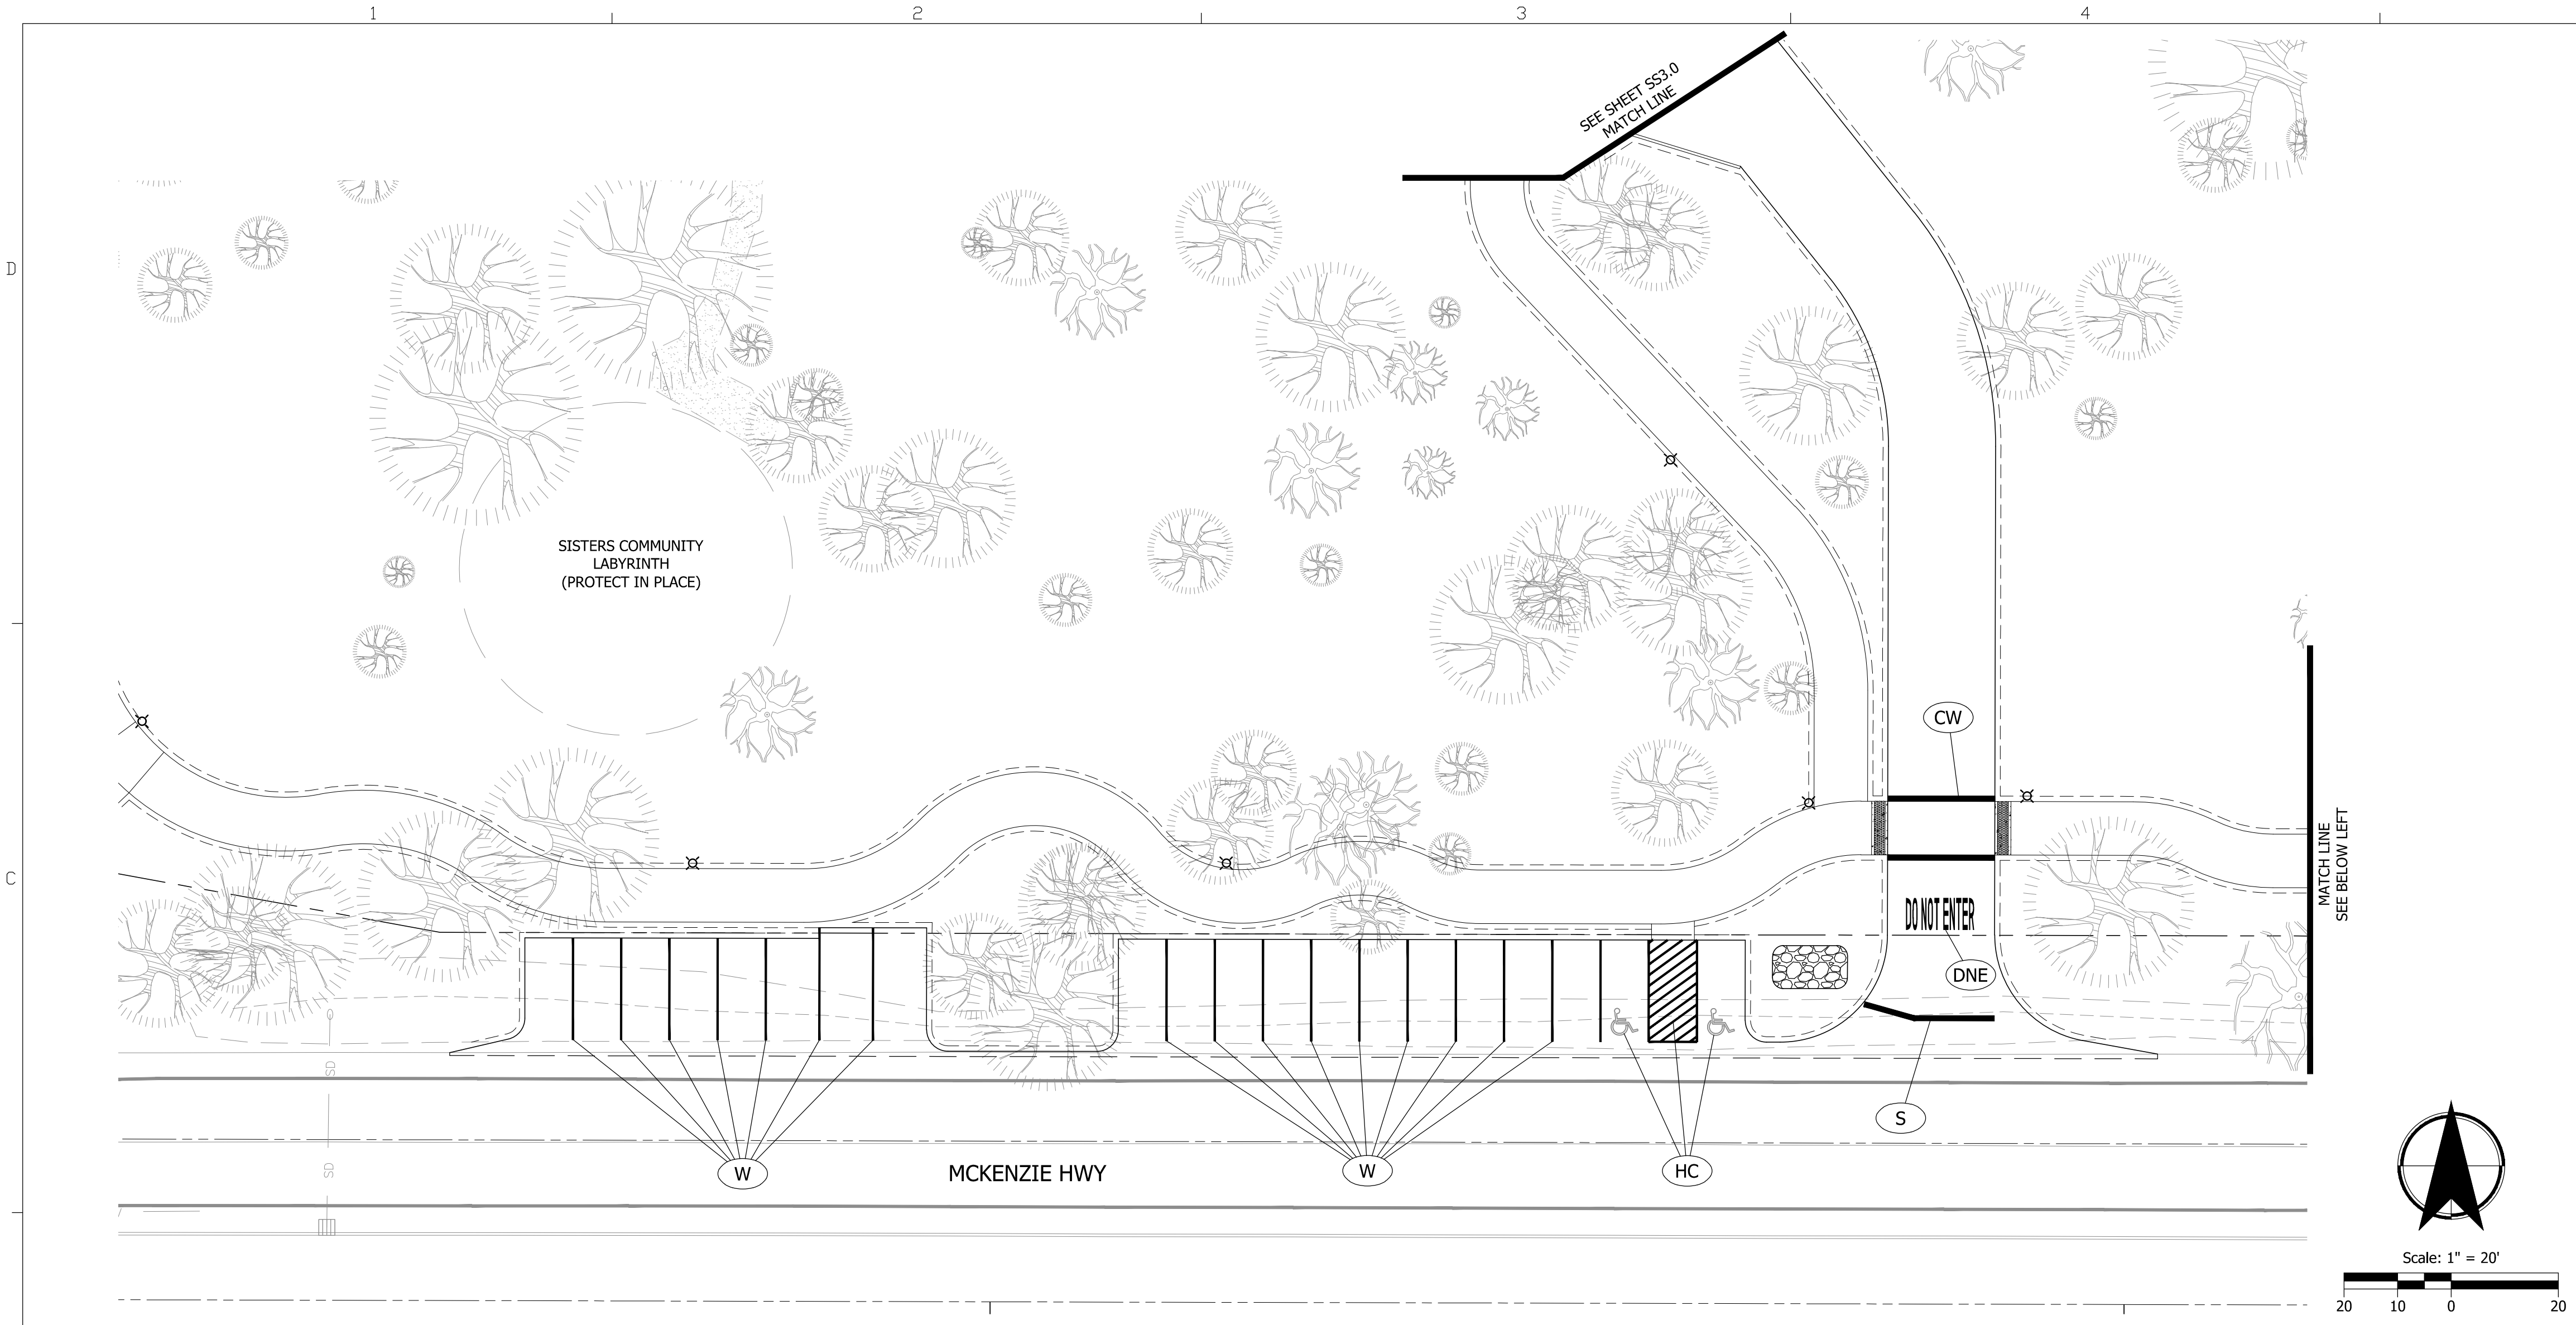 1
2
3
4
SEE SHEET SS3.0
MATCH LINE
D
SISTERS COMMUNITY
LABYRINTH
(PROTECT IN PLACE)
CW
C
DO NOT ENTER
DNE
MATCH LINE
SEE BELOW LEFT
SD
S
SD
W
MCKENZIE HWY
W
HC
Scale: 1" = 20'
20
10
0
20